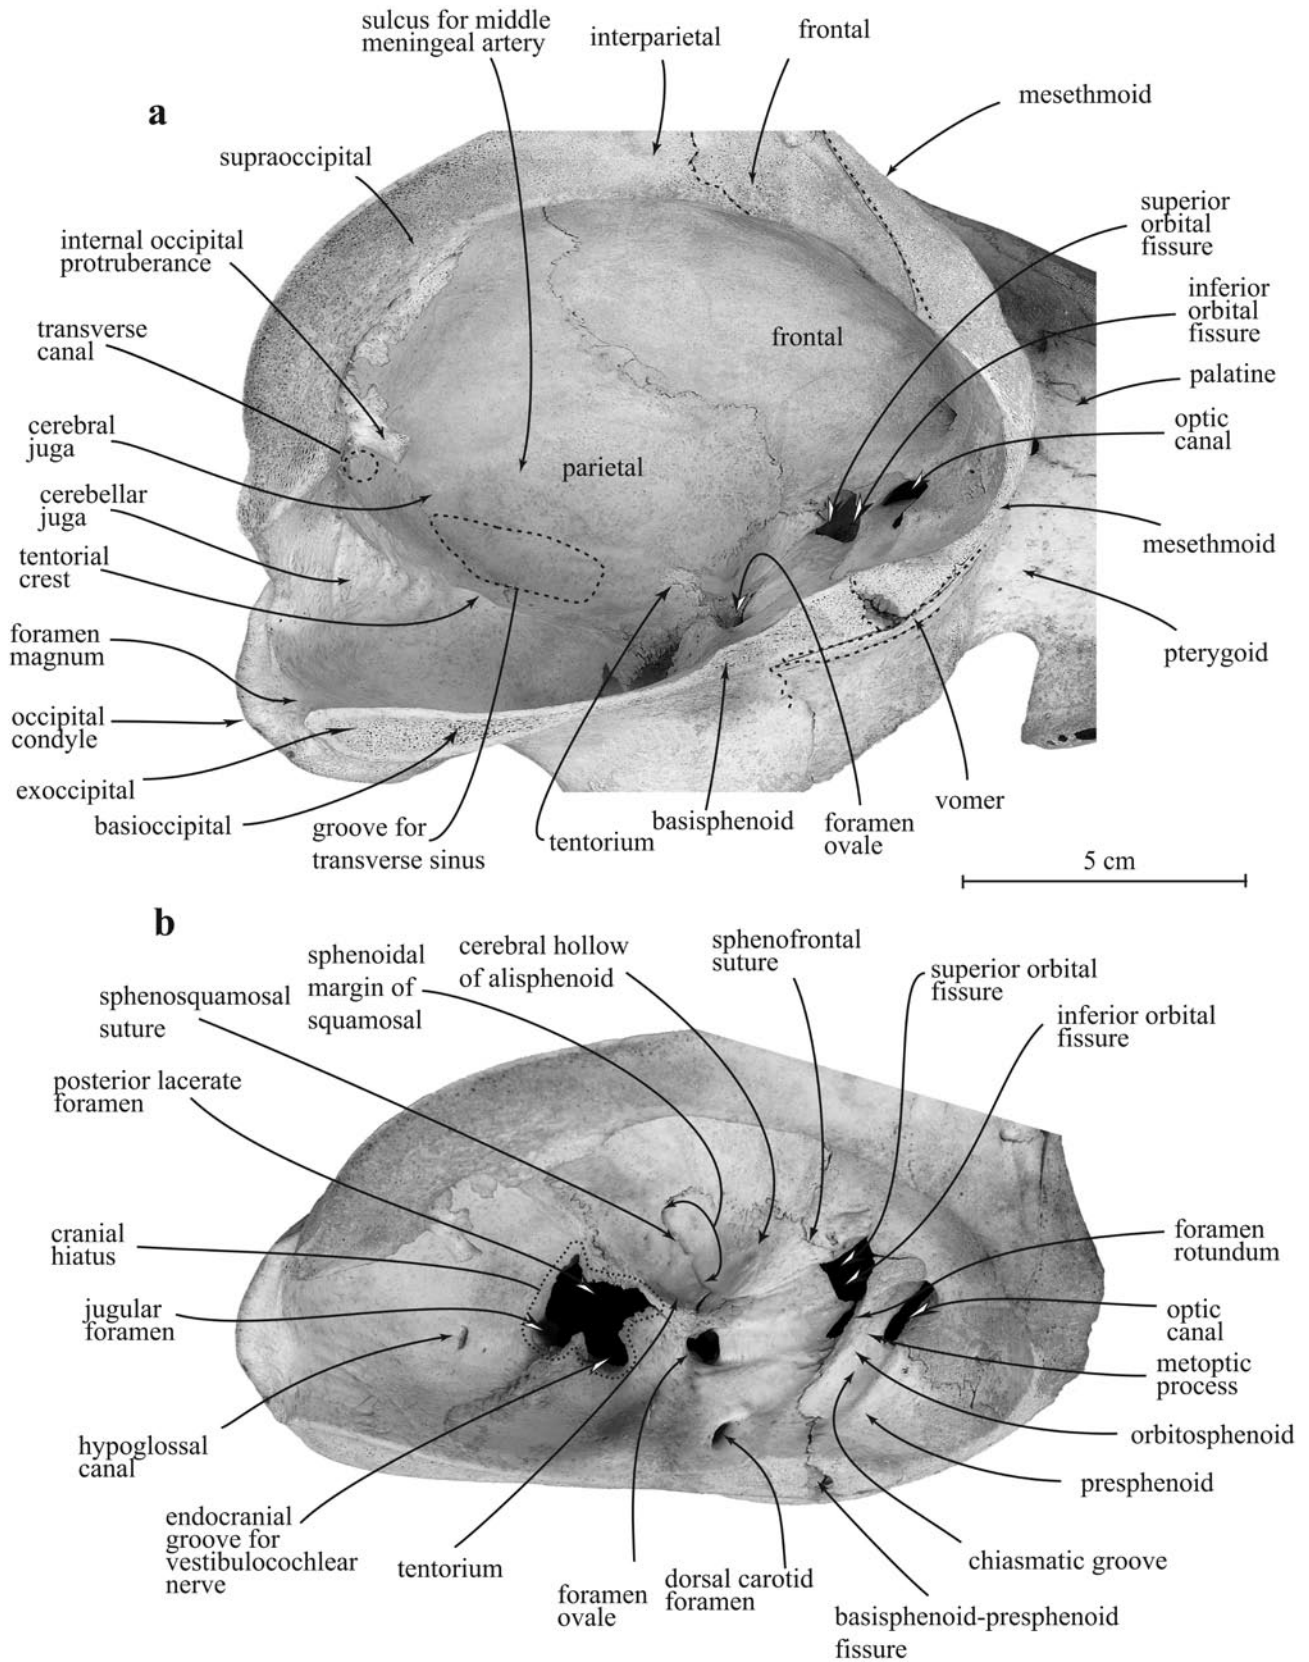 sulcus for middle
meningeal artery
interparietal
frontal
mesethmoid
a
supraoccipital
superior
orbital
fissure
internal occipital
protruberance
inferior
orbital
fissure
transverse
canal
frontal
palatine
cerebral
juga
optic
canal
parietal
cerebellar
juga
mesethmoid
tentorial
crest
foramen
magnum
pterygoid
occipital
condyle
exoccipital
basioccipital
groove for
transverse sinus
tentorium
basisphenoid
foramen
ovale
vomer
5 cm
b
sphenosquamosal
suture
sphenoidal
margin of
squamosal
cerebral hollow
of alisphenoid
sphenofrontal
suture
superior orbital
fissure
inferior orbital
fissure
posterior lacerate
foramen
cranial
hiatus
foramen
rotundum
jugular
foramen
optic
canal
metoptic
process
hypoglossal
canal
orbitosphenoid
presphenoid
endocranial
groove for
vestibulocochlear
nerve
tentorium
foramen
ovale
dorsal carotid
foramen
chiasmatic groove
basisphenoid-presphenoid
fissure